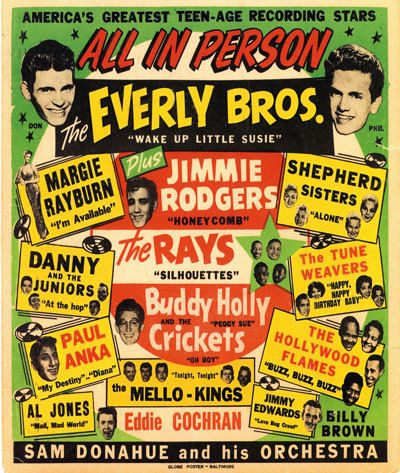 AMERICA'S GREATEST TEEN-AGE RECORDING STARS
ALL IN PERSON
DON
PHIL
The EVERLY BROS.
"WAKE UP LITTLE SUSIE"
MARGIE
RAYBURN
"I'm Available"
Plus
JIMMIE
RODGERS
"HONEYCOMB"
SHEPHERD
SISTERS
"ALONE"
The RAYS
"SILHOUETTES"
DANNY
AND THE
JUNIORS
"At the hop"
The TUNE
WEAVERS
"HAPPY,
HAPPY
BIRTHDAY BABY"
Buddy Holly
AND THE "PEGGY SUE"
Crickets
"OH BOY"
PAUL
ANKA
"My Destiny".."Diana"
THE
HOLLYWOOD
FLAMES
"BUZZ, BUZZ, BUZZ"
AL JONES
"Mad, Mad World"
"Tonight, Tonight"
the MELLO-KINGS
Eddie COCHRAN
JIMMY
EDWARDS
"Love Bug Crawl"
BILLY
BROWN
SAM DONAHUE and his ORCHESTRA
GLOBE POSTER - BALTIMORE